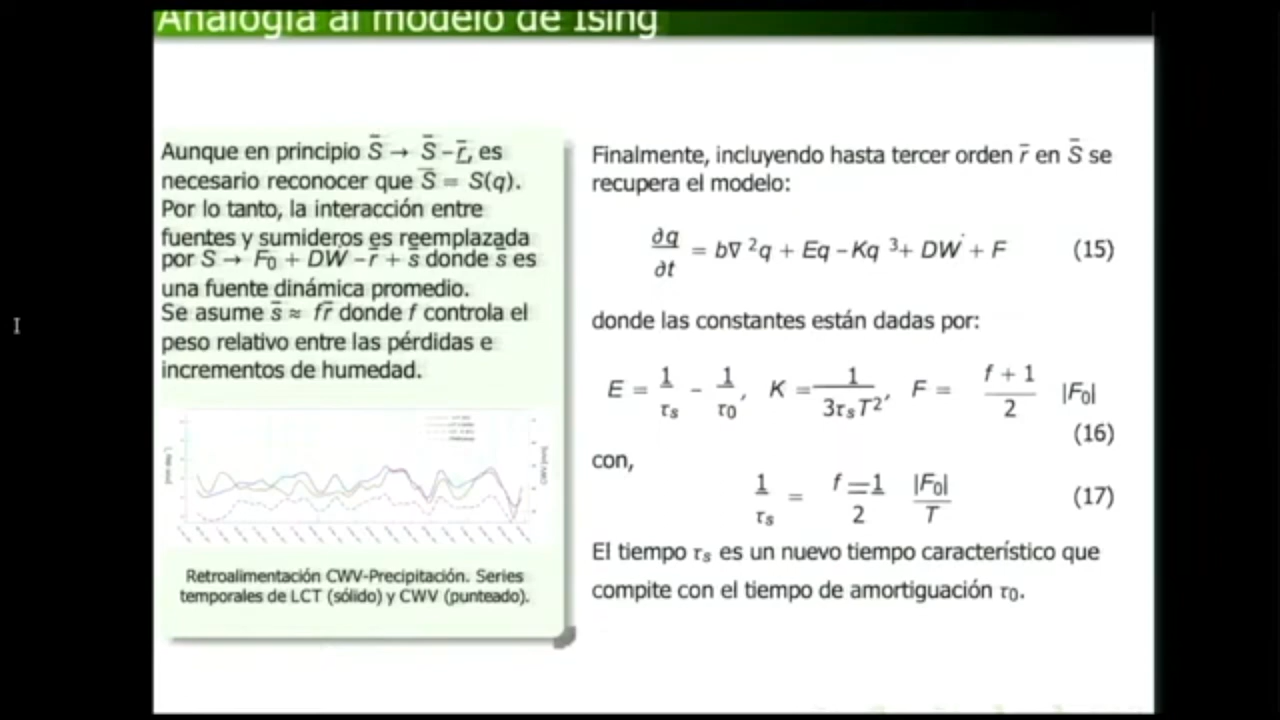 Analogía al modelo de Ising
Aunque en principio S̄ → S̄ – r̄, es
necesario reconocer que S̄ = S(q).
Por lo tanto, la interacción entre
fuentes y sumideros es reemplazada
por S → F₀ + DẆ – r̄ + s̄ donde s̄ es
una fuente dinámica promedio.
Se asume s̄ ≈ fr̄ donde f controla el
peso relativo entre las pérdidas e
incrementos de humedad.
Retroalimentación CWV-Precipitación. Series
temporales de LCT (sólido) y CWV (punteado).
Finalmente, incluyendo hasta tercer orden r̄ en S̄ se
recupera el modelo:
∂q/∂t = b∇²q + Eq – Kq³ + DẆ + F (15)
donde las constantes están dadas por:
E = 1/τₛ – 1/τ₀, K = 1/3τₛT², F = f + 1/2 |F₀|
(16)
con,
1/τₛ = f – 1/2 |F₀|/T (17)
El tiempo τₛ es un nuevo tiempo característico que
compite con el tiempo de amortiguación τ₀.